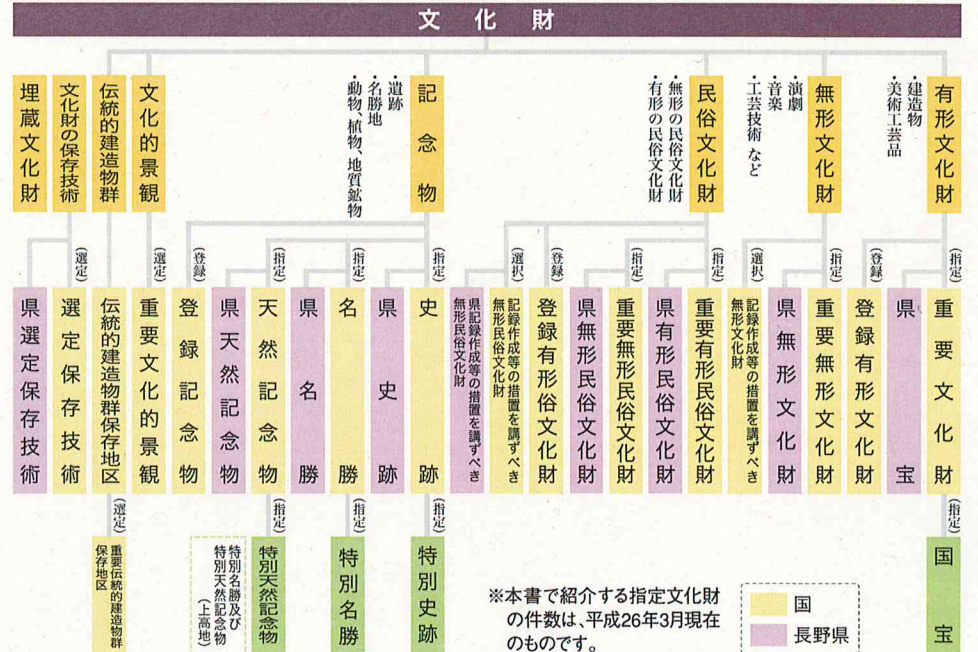 文化財
有形文化財
・建造物
・美術工芸品
無形文化財
・演劇
・音楽
・工芸技術 など
民俗文化財
・無形の民俗文化財
・有形の民俗文化財
記念物
・遺跡
・名勝地
・動物、植物、地質鉱物
文化的景観
伝統的建造物群
文化財の保存技術
埋蔵文化財
(指定)
(登録)
(指定)
(選択)
(指定)
(指定)
(登録)
(選択)
(指定)
(指定)
(指定)
(登録)
(選定)
(選定)
重要文化財
県宝
登録有形文化財
重要無形文化財
県無形文化財
記録作成等の措置を講ずべき
無形文化財
重要有形民俗文化財
県有形民俗文化財
重要無形民俗文化財
県無形民俗文化財
登録有形民俗文化財
記録作成等の措置を講ずべき
無形民俗文化財
県記録作成等の措置を講ずべき
無形民俗文化財
史跡
県史跡
名勝
県名勝
天然記念物
県天然記念物
登録記念物
重要文化的景観
伝統的建造物群保存地区
選定保存技術
県選定保存技術
(指定)
(指定)
(指定)
(指定)
(選定)
国宝
特別史跡
特別名勝
特別天然記念物
特別名勝及び
特別天然記念物
(上高地)
重要伝統的建造物群
保存地区
※本書で紹介する指定文化財
の件数は、平成26年3月現在
のものです。
国
長野県